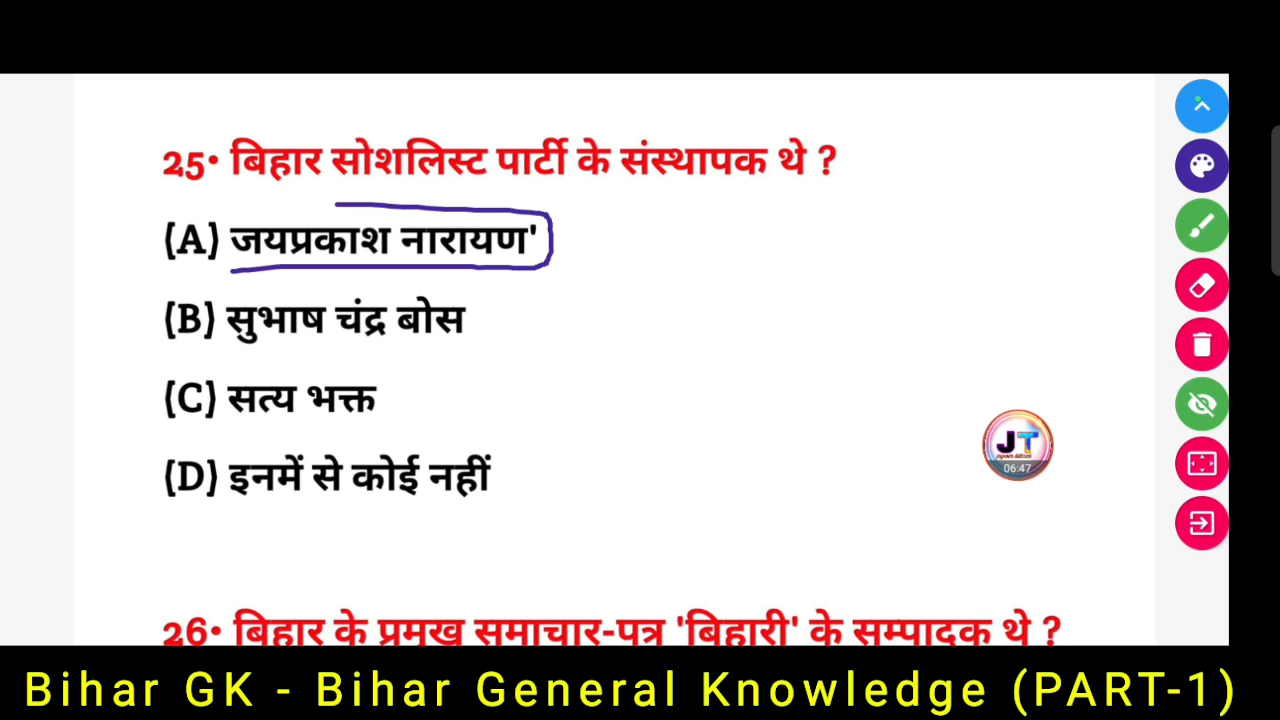 25• बिहार सोशलिस्ट पार्टी के संस्थापक थे ?
(A) जयप्रकाश नारायण'
(B) सुभाष चंद्र बोस
(C) सत्य भक्त
(D) इनमें से कोई नहीं
JT
06:47
26• बिहार के प्रमुख समाचार-पत्र 'बिहारी' के सम्पादक थे ?
Bihar GK - Bihar General Knowledge (PART-1)